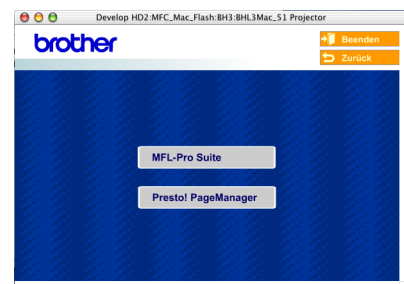 Develop HD2:MFC_Mac_Flash:BH3:BHL3Mac_51 Projector
brother
Beenden
Zurück
MFL-Pro Suite
Presto! PageManager